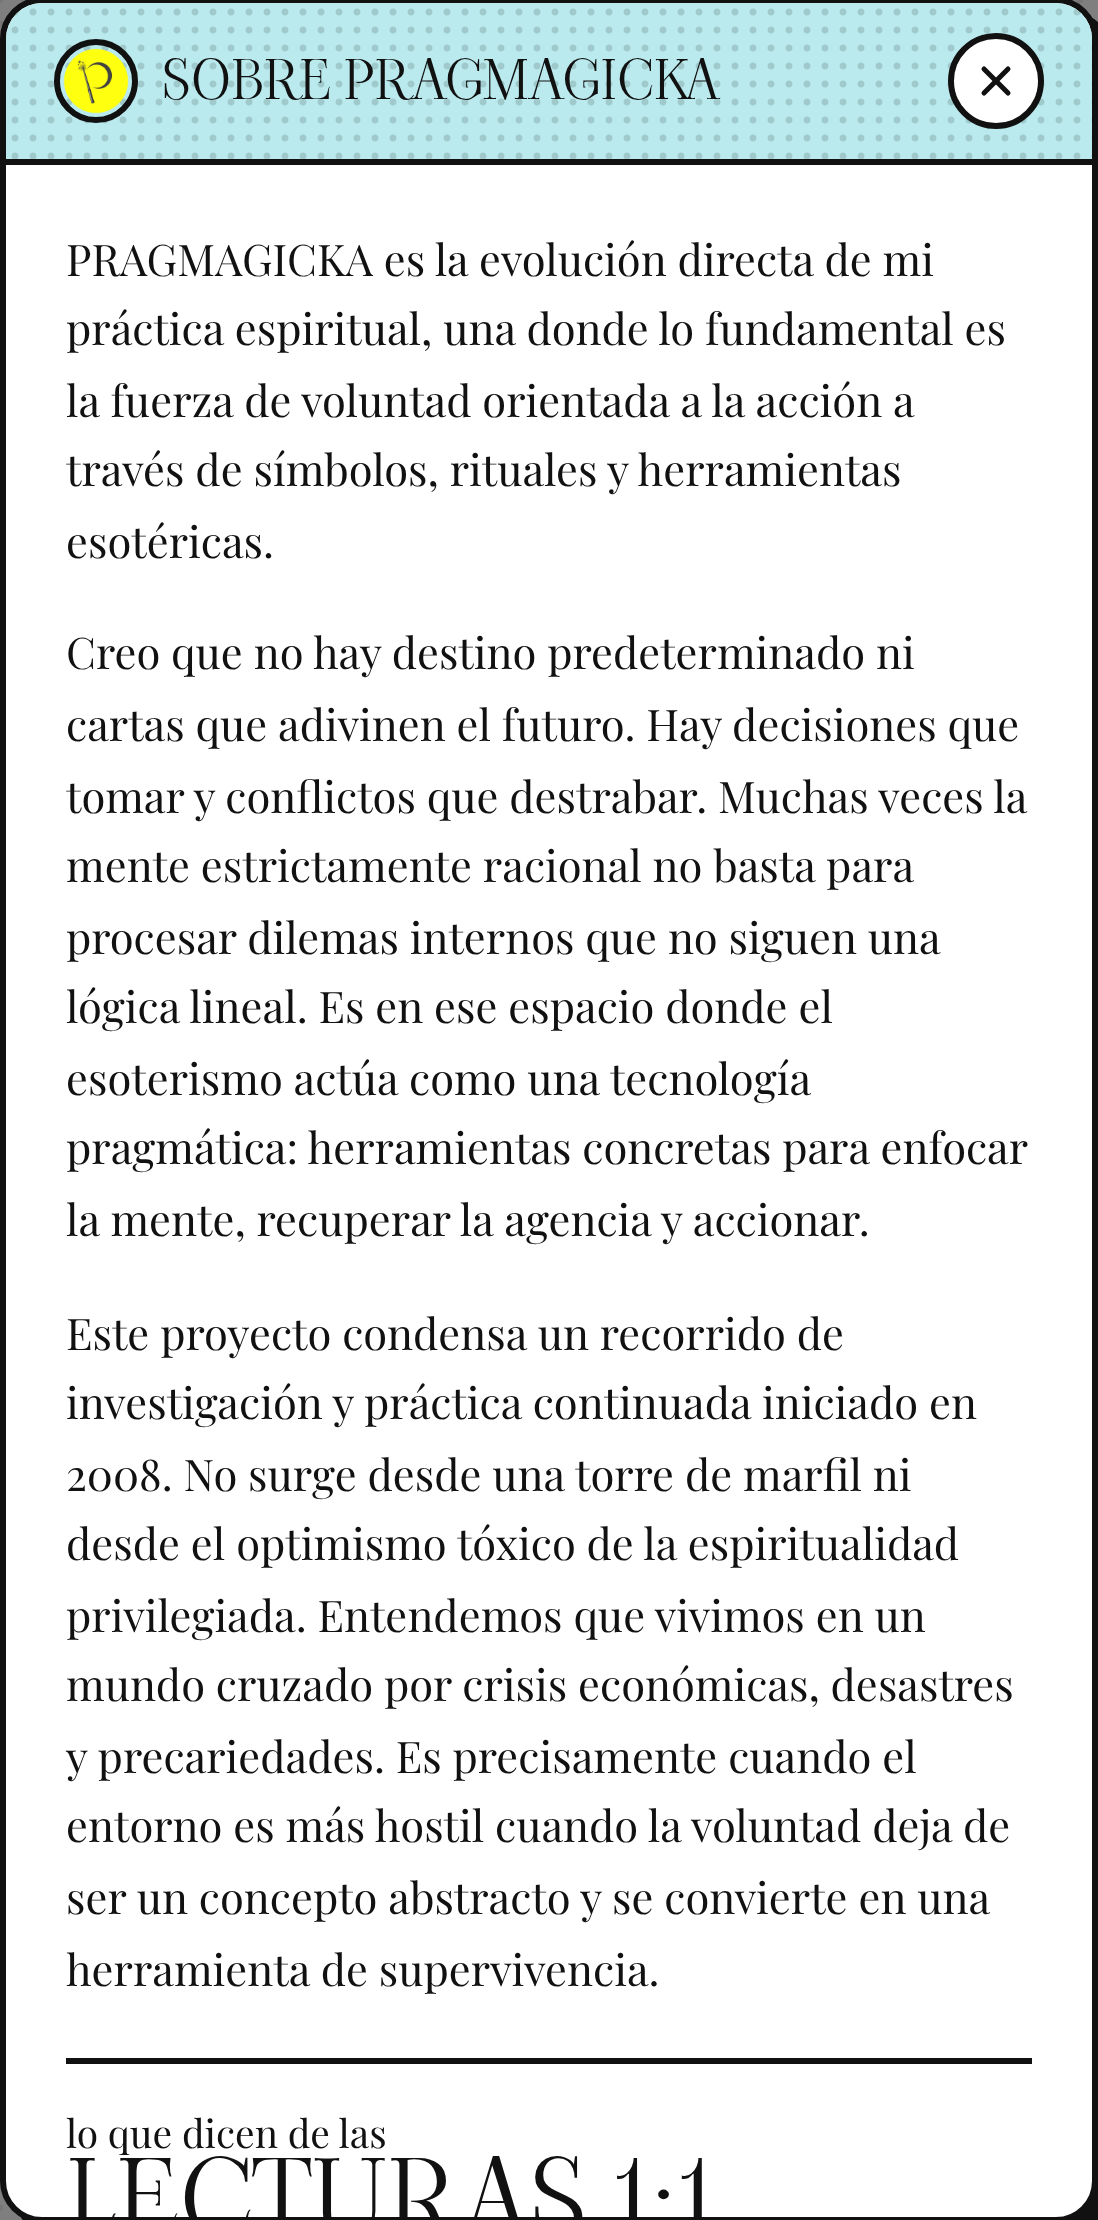 SOBRE PRAGMAGICKA
PRAGMAGICKA es la evolución directa de mi
práctica espiritual, una donde lo fundamental es
la fuerza de voluntad orientada a la acción a
través de símbolos, rituales y herramientas
esotéricas.
Creo que no hay destino predeterminado ni
cartas que adivinen el futuro. Hay decisiones que
tomar y conflictos que destrabar. Muchas veces la
mente estrictamente racional no basta para
procesar dilemas internos que no siguen una
lógica lineal. Es en ese espacio donde el
esoterismo actúa como una tecnología
pragmática: herramientas concretas para enfocar
la mente, recuperar la agencia y accionar.
Este proyecto condensa un recorrido de
investigación y práctica continuada iniciado en
2008. No surge desde una torre de marfil ni
desde el optimismo tóxico de la espiritualidad
privilegiada. Entendemos que vivimos en un
mundo cruzado por crisis económicas, desastres
y precariedades. Es precisamente cuando el
entorno es más hostil cuando la voluntad deja de
ser un concepto abstracto y se convierte en una
herramienta de supervivencia.
lo que dicen de las
LECTURAS 1:1